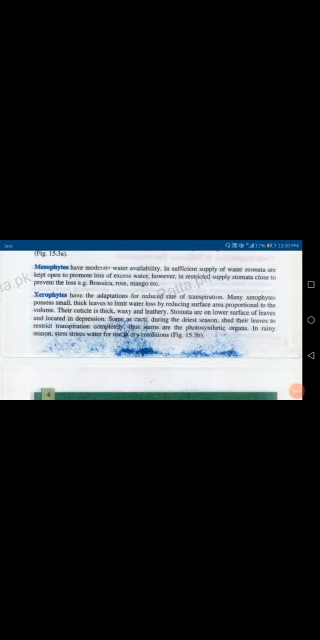 11% 12:30 PM
(Fig. 15.3a).
Mesophytes have moderate water availability. In sufficient supply of water stomata are
kept open to promote loss of excess water, however, in restricted supply stomata close to
prevent the loss e.g. Brassica, rose, mango etc.
Xerophytes have the adaptations for reduced rate of transpiration. Many xerophytes
possess small, thick leaves to limit water loss by reducing surface area proportional to the
volume. Their cuticle is thick, waxy and leathery. Stomata are on lower surface of leaves
and located in depression. Some as cacti, during the driest season, shed their leaves to
restrict transpiration completely, thus stems are the photosynthetic organs. In rainy
season, stem stores water for use in dry conditions (Fig. 15.3b).
4